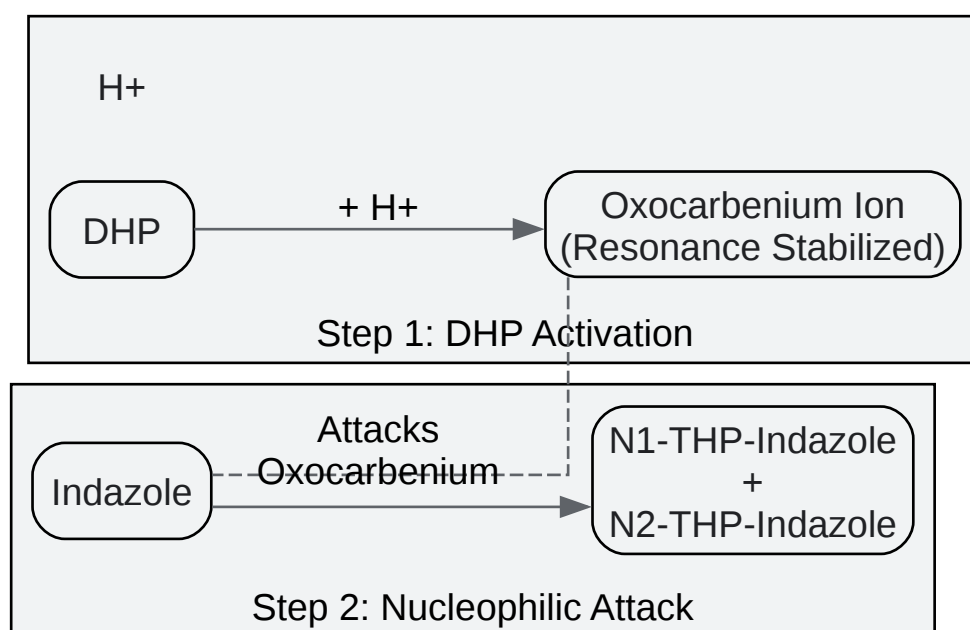 H+
DHP
+ H+
Oxocarbenium Ion
(Resonance Stabilized)
Step 1: DHP Activation
Indazole
Attacks
Oxocarbenium
N1-THP-Indazole
+
N2-THP-Indazole
Step 2: Nucleophilic Attack